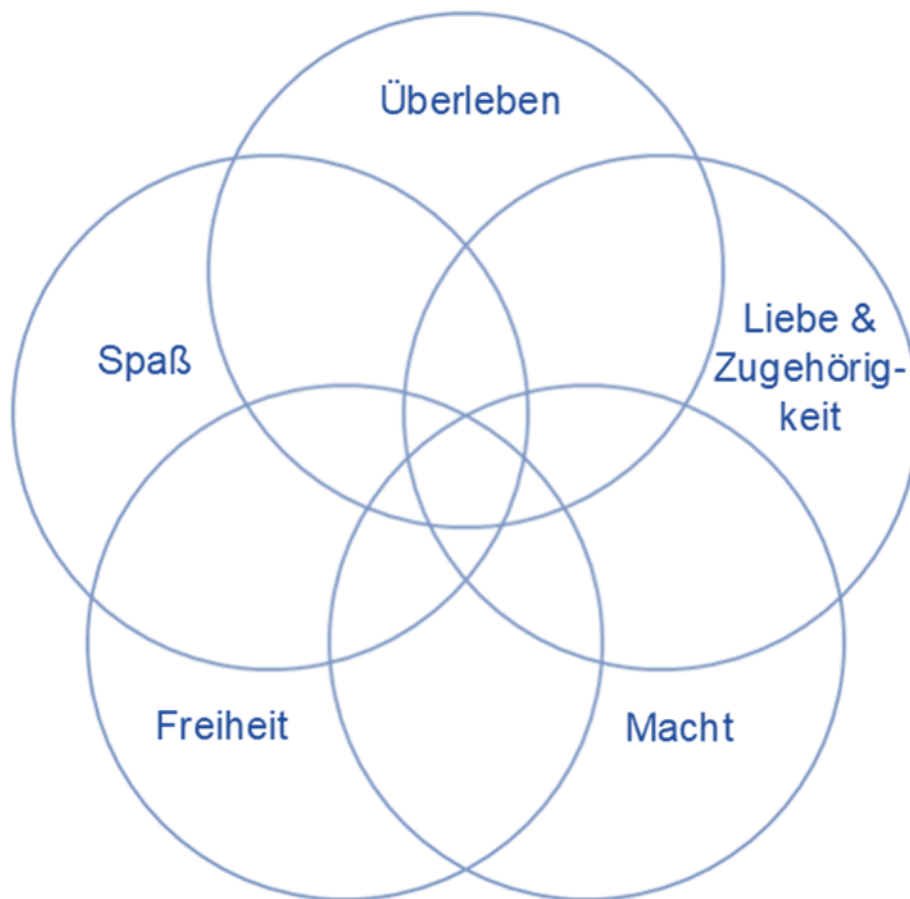 Überleben
Spaß
Liebe &
Zugehörig-
keit
Freiheit
Macht